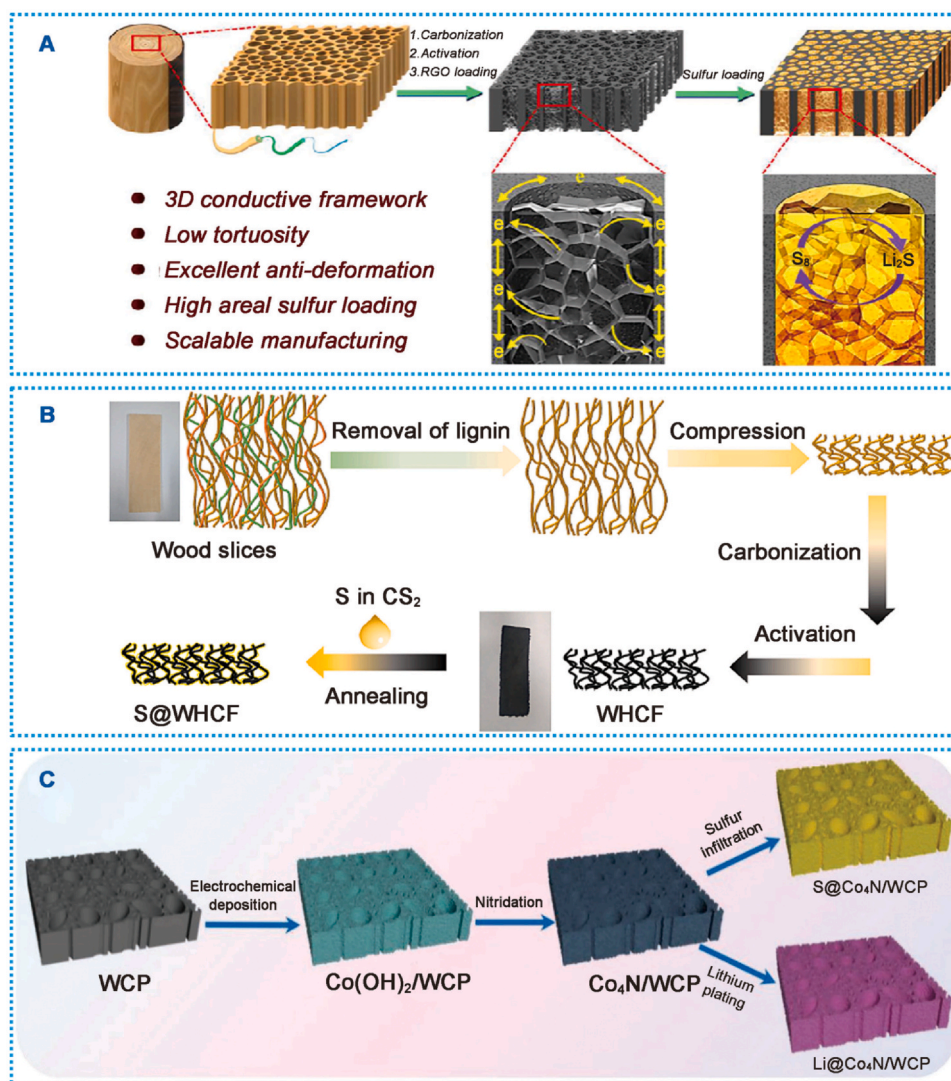 A
1.Carbonization
2.Activation
3.RGO loading
Sulfur loading
3D conductive framework
Low tortuosity
Excellent anti-deformation
High areal sulfur loading
Scalable manufacturing
e
e
e
e
e
e
e
S₈
Li₂S
B
Removal of lignin
Compression
Wood slices
Carbonization
S in CS₂
Activation
Annealing
S@WHCF
WHCF
C
Sulfur
infiltration
S@Co₄N/WCP
Electrochemical
deposition
Nitridation
WCP
Co(OH)₂/WCP
Co₄N/WCP
Lithium
plating
Li@Co₄N/WCP